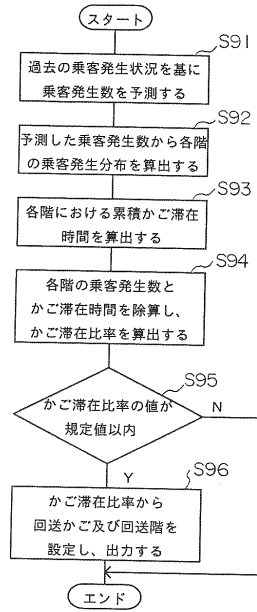 スタート
S91
過去の乗客発生状況を基に
乗客発生数を予測する
S92
予測した乗客発生数から各階
の乗客発生分布を算出する
S93
各階における累積かご滞在
時間を算出する
S94
各階の乗客発生数と
かご滞在時間を除算し、
かご滞在比率を算出する
S95
かご滞在比率の値が
規定値以内
N
Y
S96
かご滞在比率から
回送かご及び回送階を
設定し、出力する
エンド